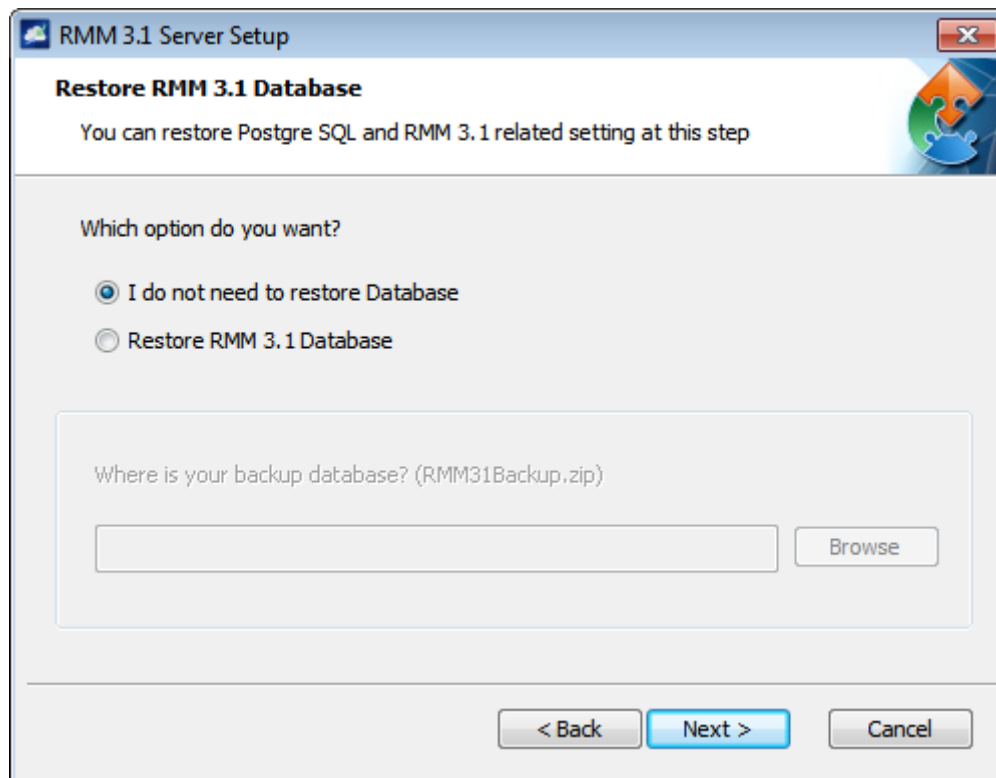 RMM 3.1 Server Setup
Restore RMM 3.1 Database
You can restore Postgre SQL and RMM 3.1 related setting at this step
Which option do you want?
I do not need to restore Database
Restore RMM 3.1 Database
Where is your backup database? (RMM31Backup.zip)
Browse
< Back Next > Cancel